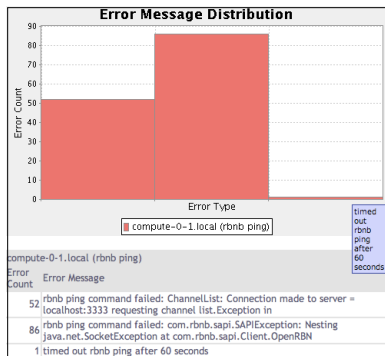 Error Message Distribution
90
80
70
60
50
40
30
20
10
0
Error Count
Error Type
compute-0-1.local (rbnb ping)
timed
out
rbnb
ping
after
60
seconds
compute-0-1.local (rbnb ping)
Error
Count
Error Message
52 rbnb ping command failed: ChannelList: Connection made to server =
localhost:3333 requesting channel list.Exception in
86 rbnb ping command failed: com.rbnb.sapi.SAPIException: Nesting
java.net.SocketException at com.rbnb.sapi.Client.OpenRBN
1 timed out rbnb ping after 60 seconds